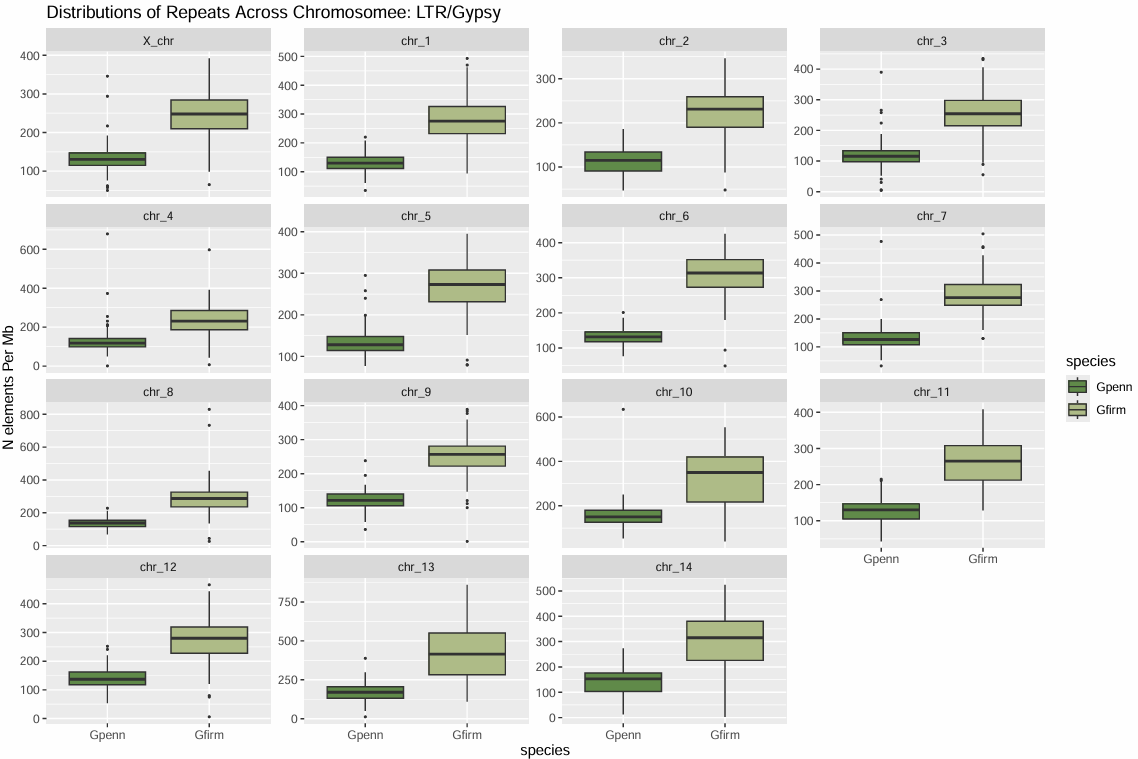 Distributions of Repeats Across Chromosomee: LTR/Gypsy
X_chr
chr_1
chr_2
chr_3
400
300
200
100
500
400
300
200
100
300
200
100
400
300
200
100
0
chr_4
chr_5
chr_6
chr_7
600
400
200
0
400
300
200
100
400
300
200
100
500
400
300
200
100
chr_8
chr_9
chr_10
chr_11
800
600
400
200
0
400
300
200
100
0
600
400
200
400
300
200
100
Gpenn
Gfirm
chr_12
chr_13
chr_14
400
300
200
100
0
750
500
250
0
500
400
300
200
100
0
Gpenn
Gfirm
Gpenn
Gfirm
Gpenn
Gfirm
species
N elements Per Mb
species
Gpenn
Gfirm